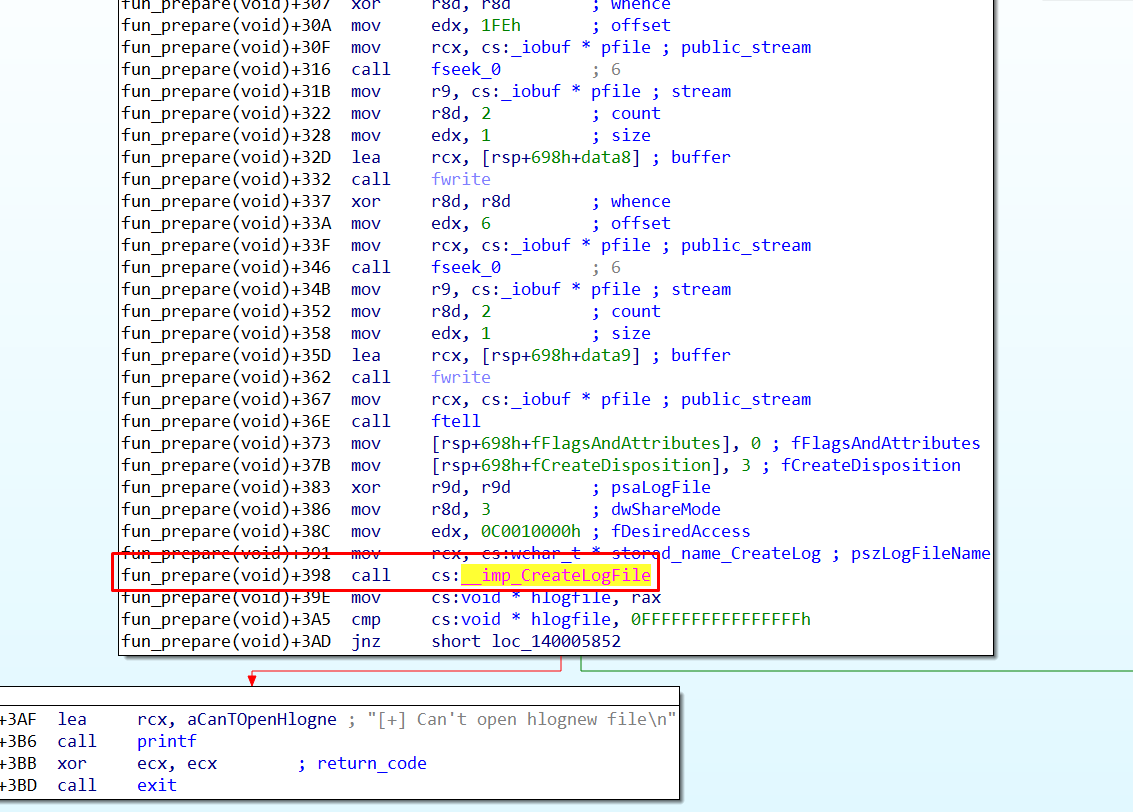 fun_prepare(void)+307 xor r8d, r8d ; whence
fun_prepare(void)+30A mov edx, 1FEh ; offset
fun_prepare(void)+30F mov rcx, cs:_iobuf * pfile ; public_stream
fun_prepare(void)+316 call fseek_0 ; 6
fun_prepare(void)+31B mov r9, cs:_iobuf * pfile ; stream
fun_prepare(void)+322 mov r8d, 2 ; count
fun_prepare(void)+328 mov edx, 1 ; size
fun_prepare(void)+32D lea rcx, [rsp+698h+data8] ; buffer
fun_prepare(void)+332 call fwrite
fun_prepare(void)+337 xor r8d, r8d ; whence
fun_prepare(void)+33A mov edx, 6 ; offset
fun_prepare(void)+33F mov rcx, cs:_iobuf * pfile ; public_stream
fun_prepare(void)+346 call fseek_0 ; 6
fun_prepare(void)+34B mov r9, cs:_iobuf * pfile ; stream
fun_prepare(void)+352 mov r8d, 2 ; count
fun_prepare(void)+358 mov edx, 1 ; size
fun_prepare(void)+35D lea rcx, [rsp+698h+data9] ; buffer
fun_prepare(void)+362 call fwrite
fun_prepare(void)+367 mov rcx, cs:_iobuf * pfile ; public_stream
fun_prepare(void)+36E call ftell
fun_prepare(void)+373 mov [rsp+698h+fFlagsAndAttributes], 0 ; fFlagsAndAttributes
fun_prepare(void)+37B mov [rsp+698h+fCreateDisposition], 3 ; fCreateDisposition
fun_prepare(void)+383 xor r9d, r9d ; psaLogFile
fun_prepare(void)+386 mov r8d, 3 ; dwShareMode
fun_prepare(void)+38C mov edx, 0C0010000h ; fDesiredAccess
fun_prepare(void)+391 mov rcx, cs:wchar_t * stored_name_CreateLog ; pszLogFileName
fun_prepare(void)+398 call cs:__imp_CreateLogFile
fun_prepare(void)+39E mov cs:void * hlogfile, rax
fun_prepare(void)+3A5 cmp cs:void * hlogfile, 0FFFFFFFFFFFFFFFFh
fun_prepare(void)+3AD jnz short loc_140005852
+3AF lea rcx, aCanTOpenHlogne ; "[+] Can't open hlognew file\n"
+3B6 call printf
+3BB xor ecx, ecx ; return_code
+3BD call exit